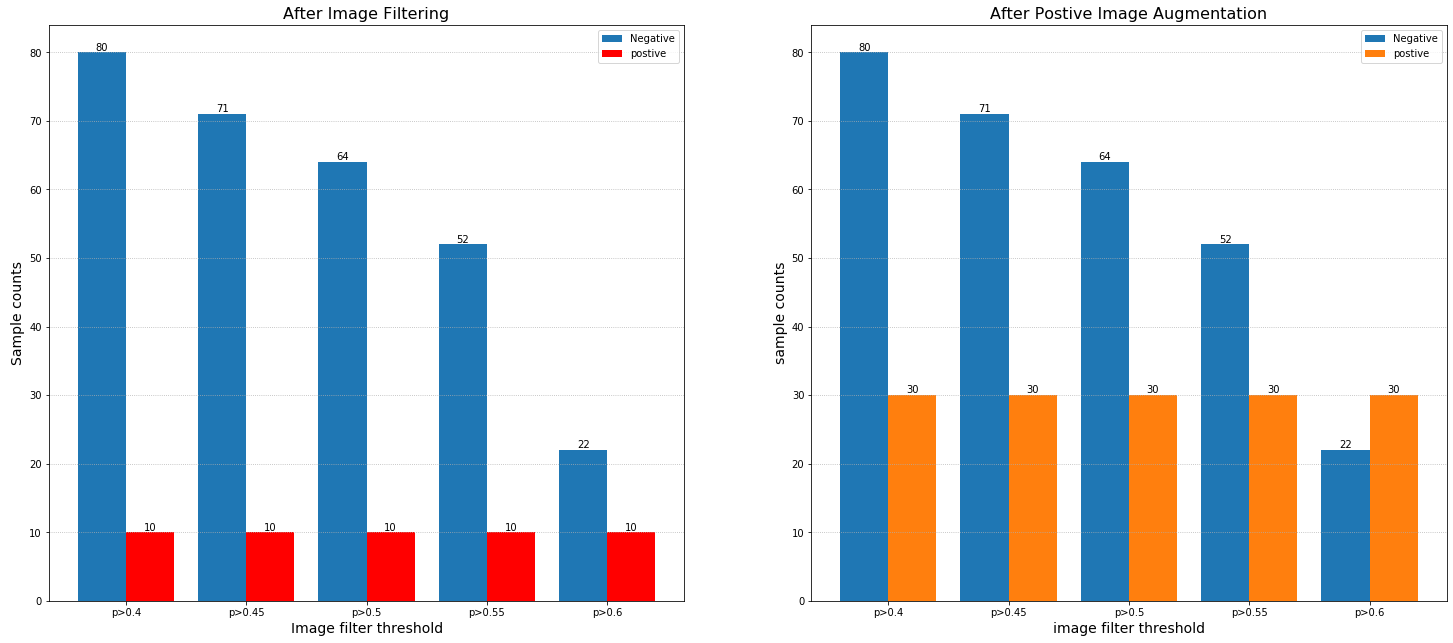 After Image Filtering
Negative
postive
80
71
64
52
22
10
10
10
10
10
80
70
60
50
40
30
20
10
0
Sample counts
p>0.4
p>0.45
p>0.5
p>0.55
p>0.6
Image filter threshold
After Postive Image Augmentation
Negative
postive
80
71
64
52
22
30
30
30
30
30
80
70
60
50
40
30
20
10
0
sample counts
p>0.4
p>0.45
p>0.5
p>0.55
p>0.6
image filter threshold